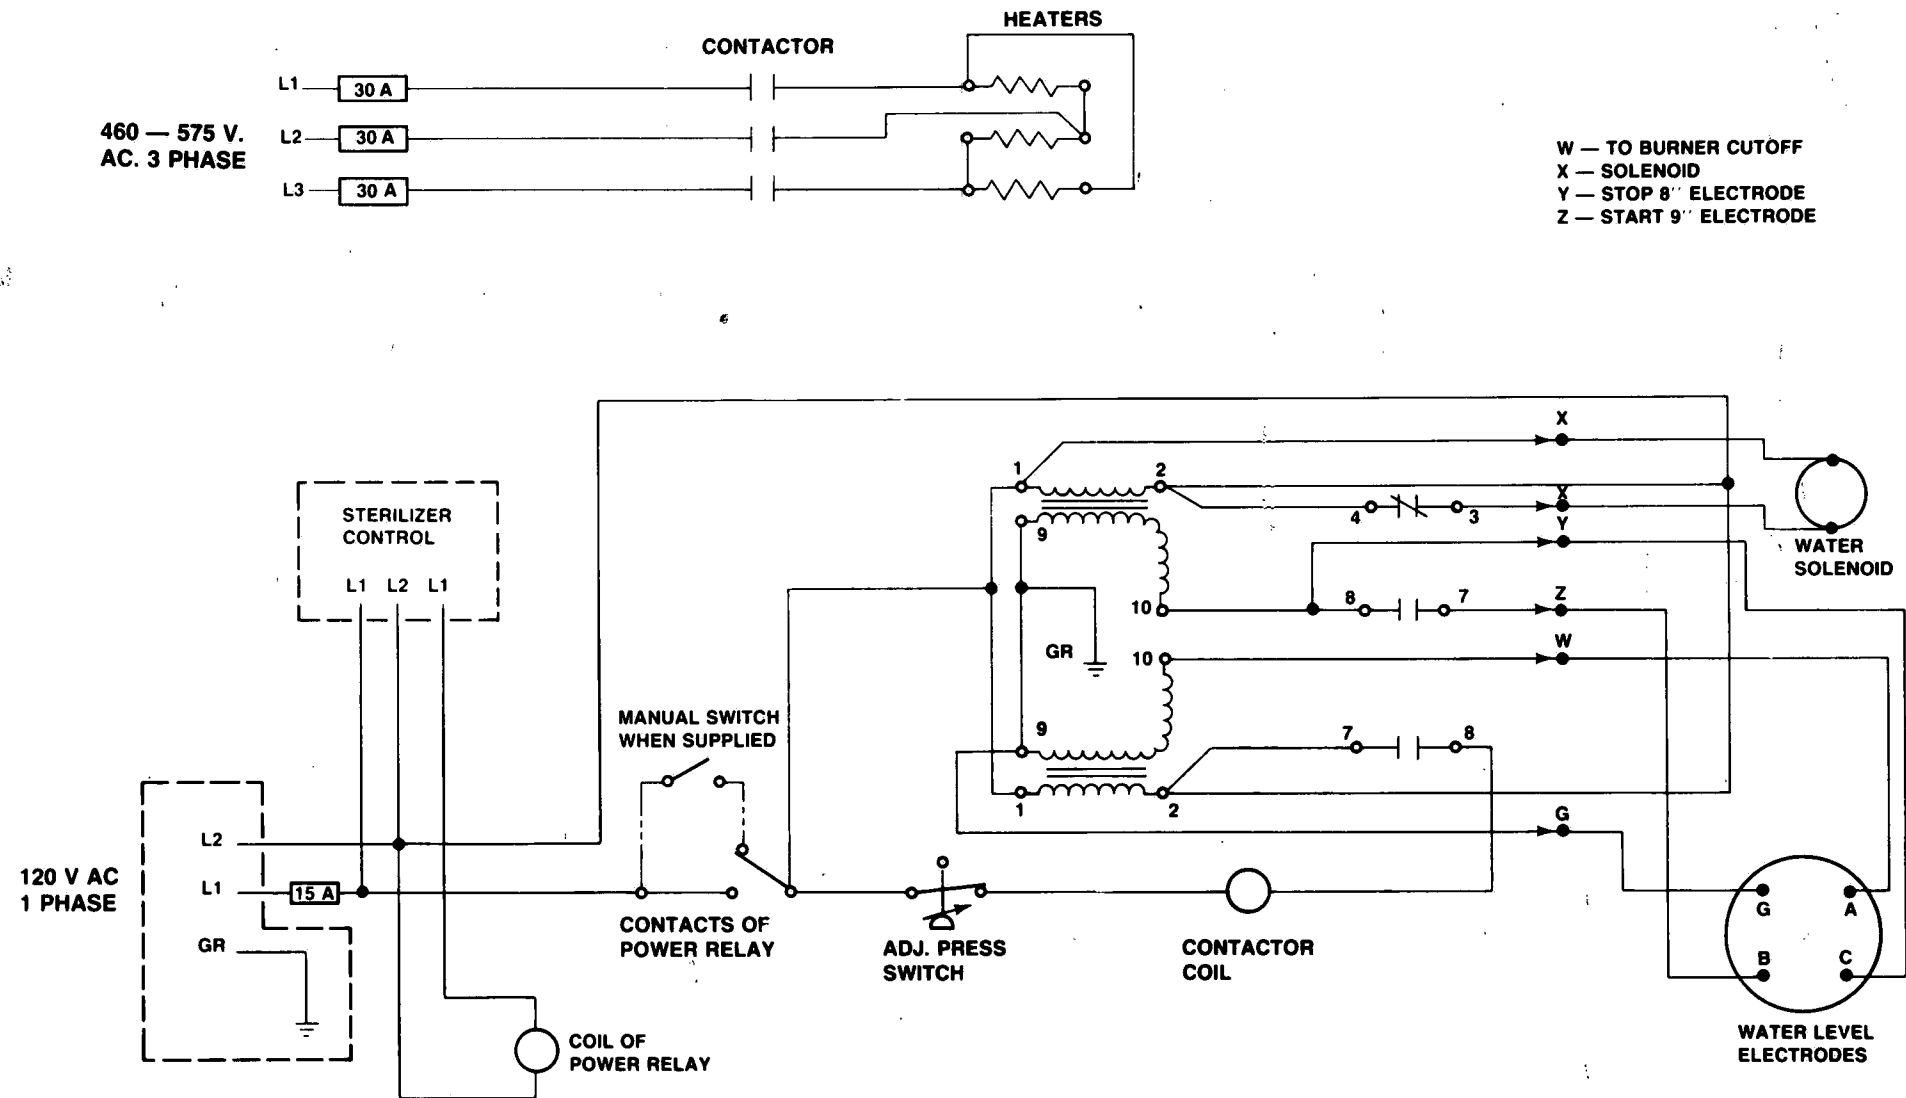 HEATERS
CONTACTOR
L1 30 A
460 — 575 V.
AC. 3 PHASE
L2 30 A
L3 30 A
W — TO BURNER CUTOFF
X — SOLENOID
Y — STOP 8'' ELECTRODE
Z — START 9'' ELECTRODE
X
1 2
X
4 3
9
Y
WATER
SOLENOID
STERILIZER
CONTROL
L1 L2 L1
10 8 7 Z
GR 10 W
MANUAL SWITCH
WHEN SUPPLIED
9 7 8
1 2
G
L2
120 V AC
1 PHASE
L1 15 A
GR
CONTACTS OF
POWER RELAY
ADJ. PRESS
SWITCH
CONTACTOR
COIL
G A
B C
WATER LEVEL
ELECTRODES
COIL OF
POWER RELAY